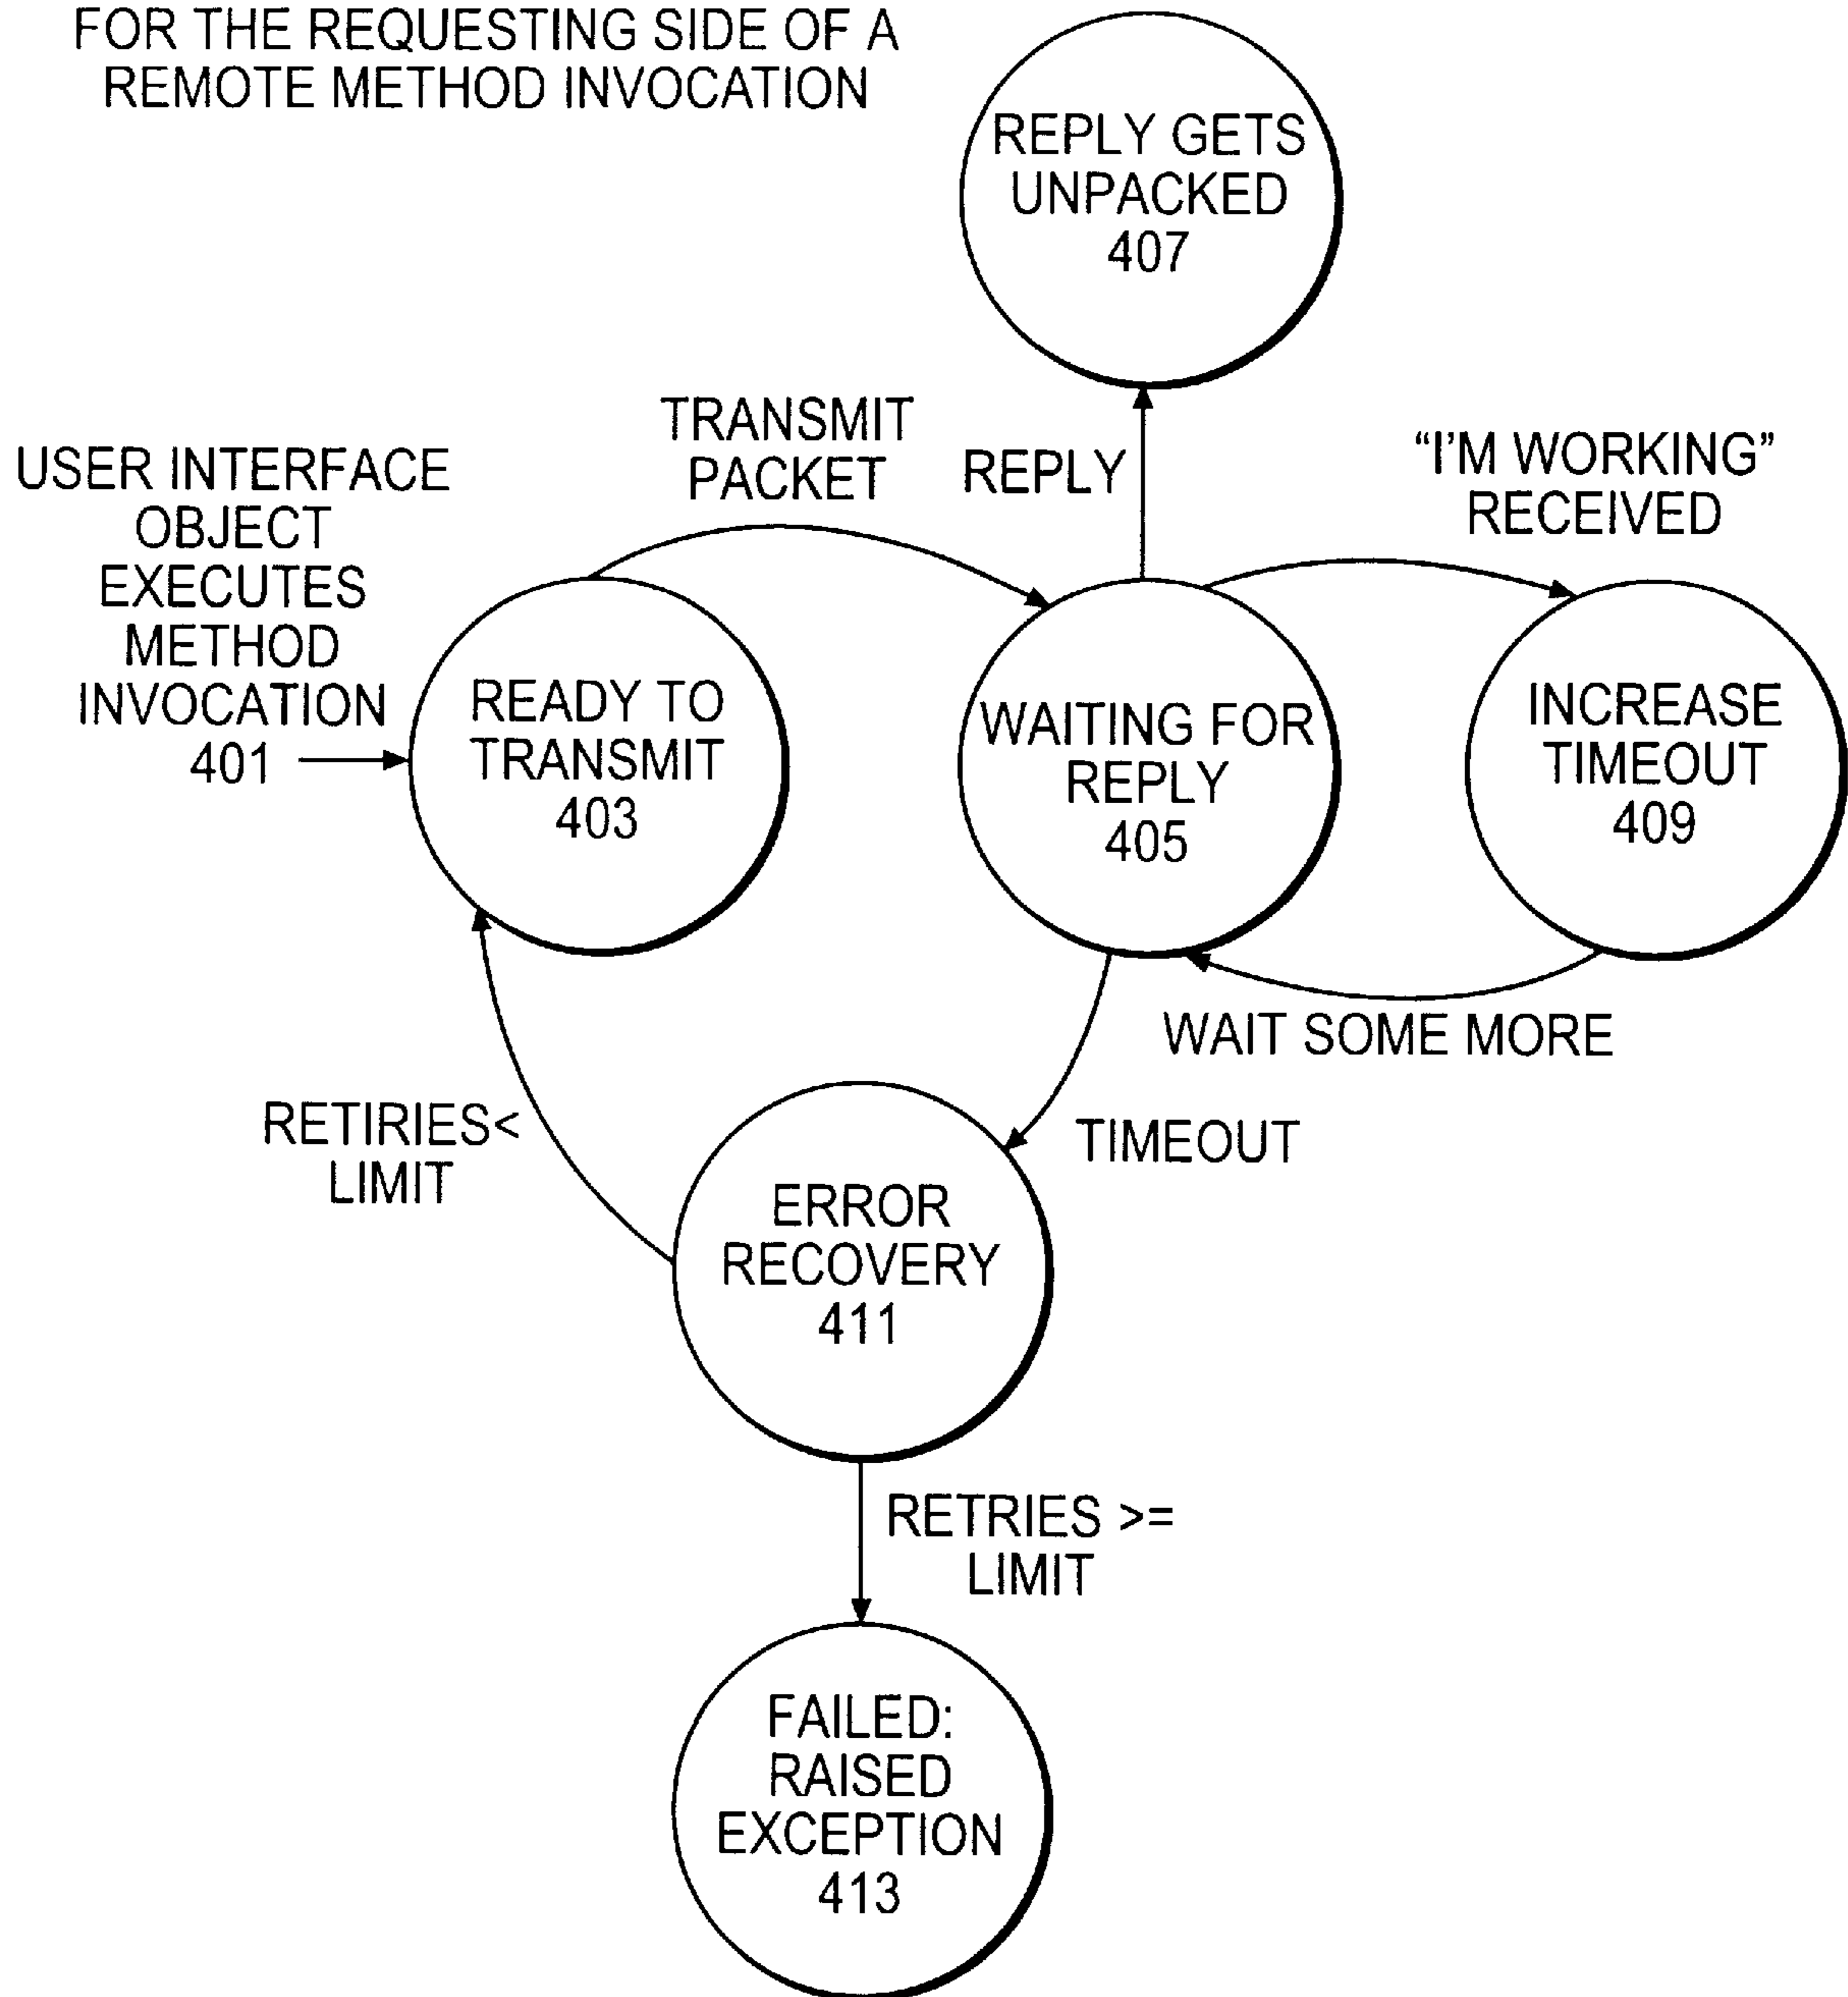 FOR THE REQUESTING SIDE OF A
REMOTE METHOD INVOCATION
REPLY GETS
UNPACKED
407
TRANSMIT
PACKET
REPLY
“I'M WORKING”
RECEIVED
USER INTERFACE
OBJECT
EXECUTES
METHOD
INVOCATION
401
READY TO
TRANSMIT
403
WAITING FOR
REPLY
405
INCREASE
TIMEOUT
409
WAIT SOME MORE
RETIRIES<
LIMIT
TIMEOUT
ERROR
RECOVERY
411
RETRIES >=
LIMIT
FAILED:
RAISED
EXCEPTION
413